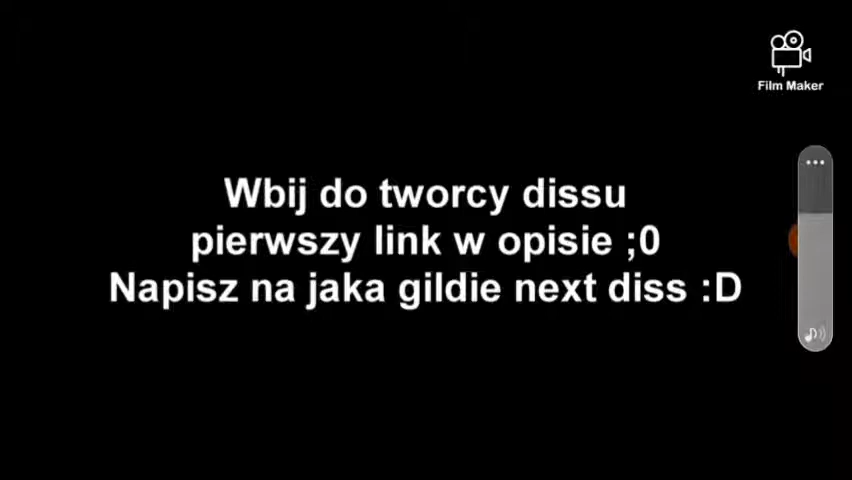 Film Maker
Wbij do tworcy dissu
pierwszy link w opisie ;0
Napisz na jaka gildie next diss :D